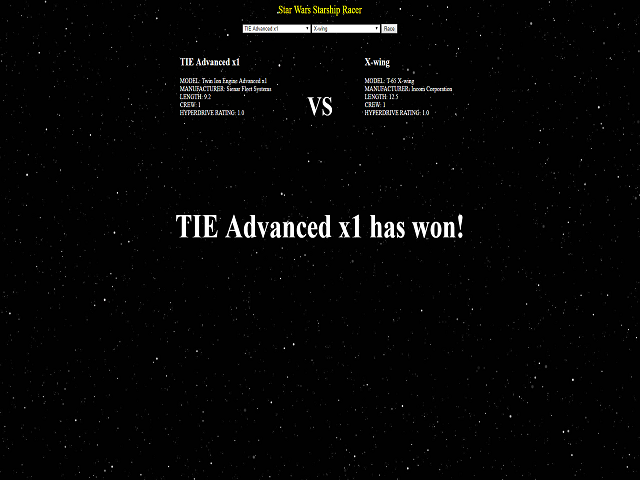 Star Wars Starship Racer
TIE Advanced x1 X-wing Race
TIE Advanced x1
MODEL: Twin Ion Engine Advanced x1
MANUFACTURER: Sienar Fleet Systems
LENGTH: 9.2
CREW: 1
HYPERDRIVE RATING: 1.0
VS
X-wing
MODEL: T-65 X-wing
MANUFACTURER: Incom Corporation
LENGTH: 12.5
CREW: 1
HYPERDRIVE RATING: 1.0
TIE Advanced x1 has won!